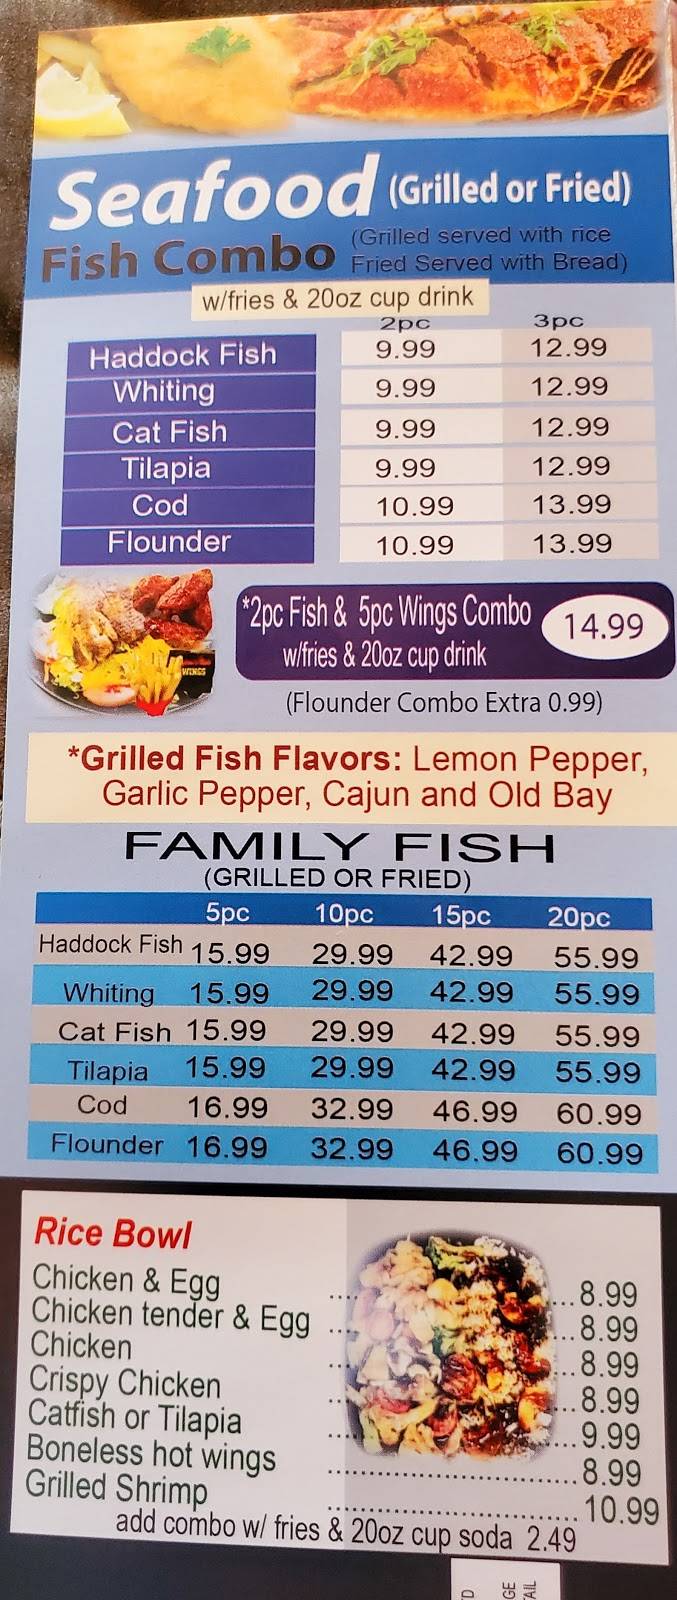 Seafood (Grilled or Fried)
Fish Combo (Grilled served with rice
Fried Served with Bread)
w/fries & 20oz cup drink
2pc 3pc
Haddock Fish 9.99 12.99
Whiting 9.99 12.99
Cat Fish 9.99 12.99
Tilapia 9.99 12.99
Cod 10.99 13.99
Flounder 10.99 13.99
WINGS
*2pc Fish & 5pc Wings Combo 14.99
w/fries & 20oz cup drink
(Flounder Combo Extra 0.99)
*Grilled Fish Flavors: Lemon Pepper,
Garlic Pepper, Cajun and Old Bay
FAMILY FISH
(GRILLED OR FRIED)
5pc 10pc 15pc 20pc
Haddock Fish 15.99 29.99 42.99 55.99
Whiting 15.99 29.99 42.99 55.99
Cat Fish 15.99 29.99 42.99 55.99
Tilapia 15.99 29.99 42.99 55.99
Cod 16.99 32.99 46.99 60.99
Flounder 16.99 32.99 46.99 60.99
Rice Bowl
Chicken & Egg 8.99
Chicken tender & Egg 8.99
Chicken 8.99
Crispy Chicken 8.99
Catfish or Tilapia 9.99
Boneless hot wings 8.99
Grilled Shrimp 10.99
add combo w/ fries & 20oz cup soda 2.49